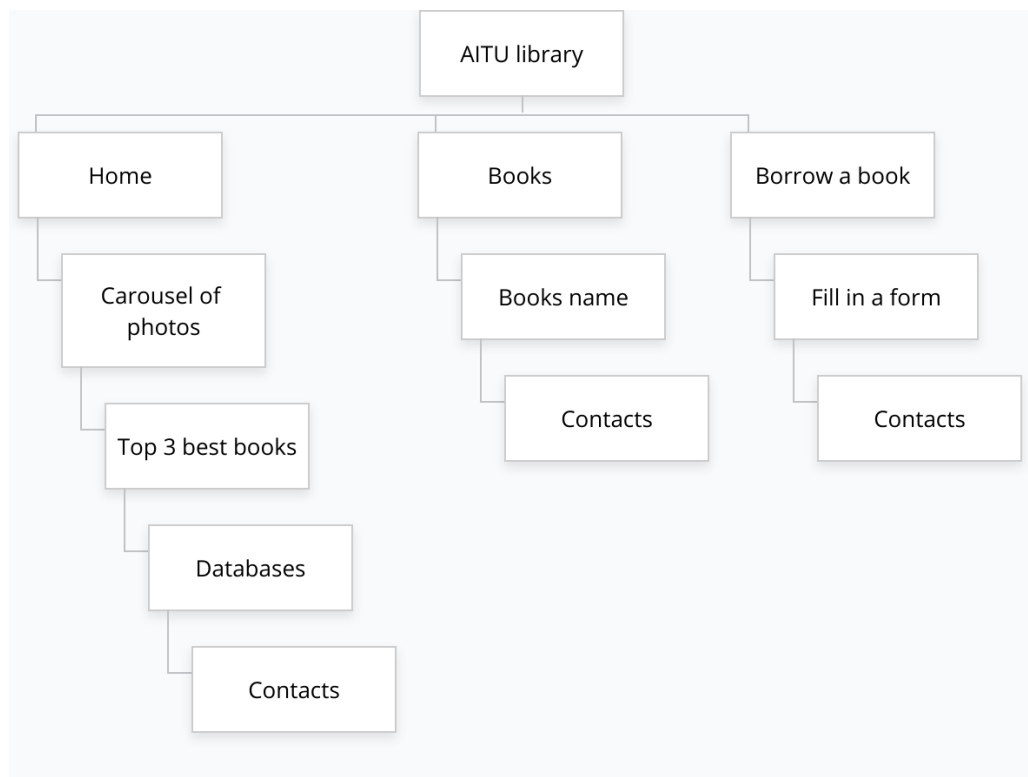 AITU library
Home
Books
Borrow a book
Carousel of
photos
Books name
Fill in a form
Top 3 best books
Contacts
Contacts
Databases
Contacts